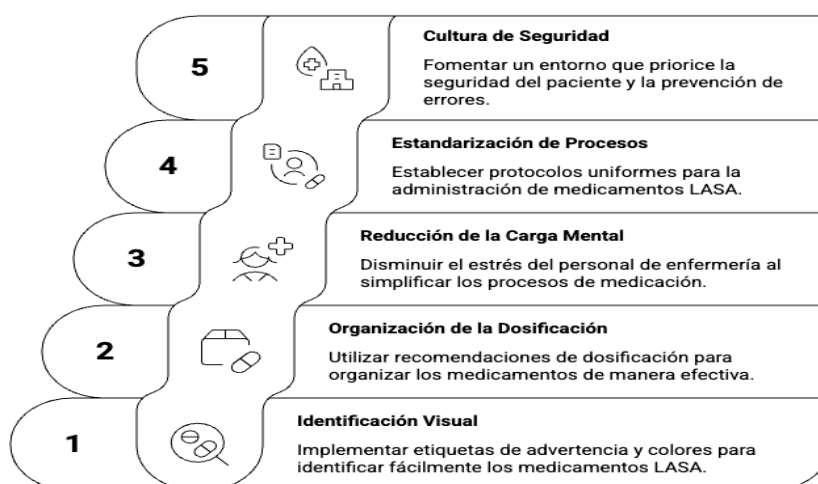 5
Cultura de Seguridad
Fomentar un entorno que priorice la
seguridad del paciente y la prevención de
errores.
4
Estandarización de Procesos
Establecer protocolos uniformes para la
administración de medicamentos LASA.
3
Reducción de la Carga Mental
Disminuir el estrés del personal de enfermería al
simplificar los procesos de medicación.
2
Organización de la Dosificación
Utilizar recomendaciones de dosificación para
organizar los medicamentos de manera efectiva.
1
Identificación Visual
Implementar etiquetas de advertencia y colores para
identificar fácilmente los medicamentos LASA.